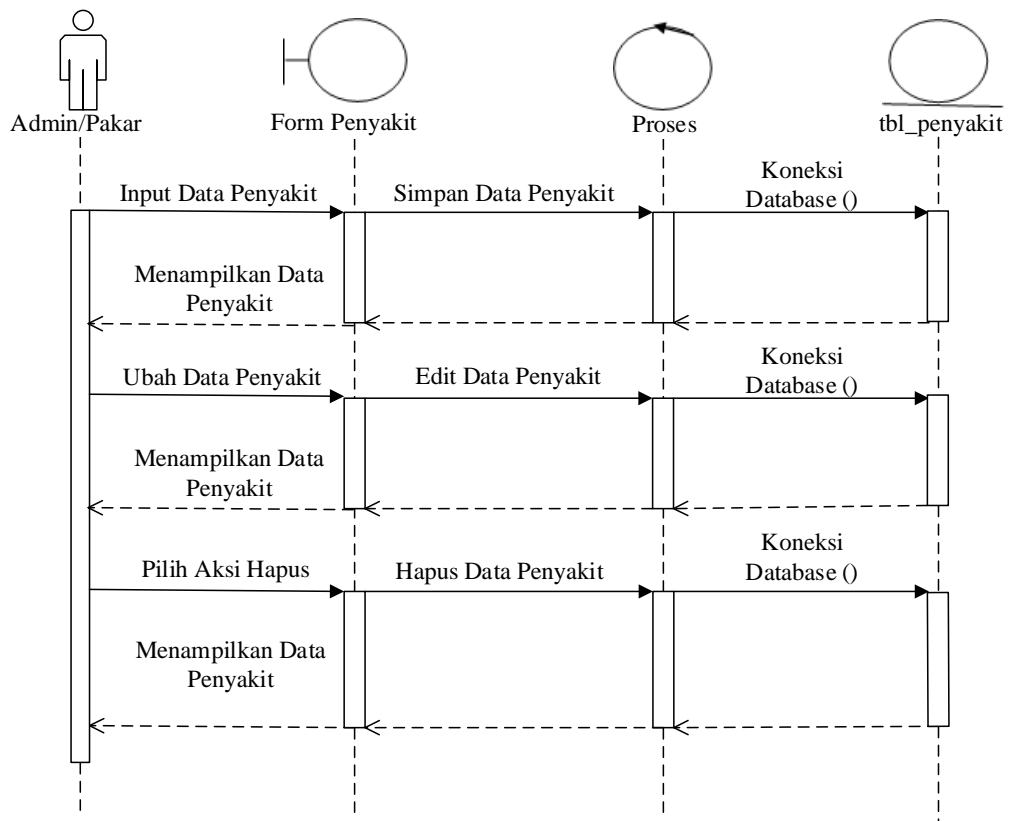 Admin/Pakar
Form Penyakit
Proses
tbl_penyakit
Input Data Penyakit
Simpan Data Penyakit
Koneksi
Database ()
Menampilkan Data
Penyakit
Ubah Data Penyakit
Edit Data Penyakit
Koneksi
Database ()
Menampilkan Data
Penyakit
Pilih Aksi Hapus
Hapus Data Penyakit
Koneksi
Database ()
Menampilkan Data
Penyakit